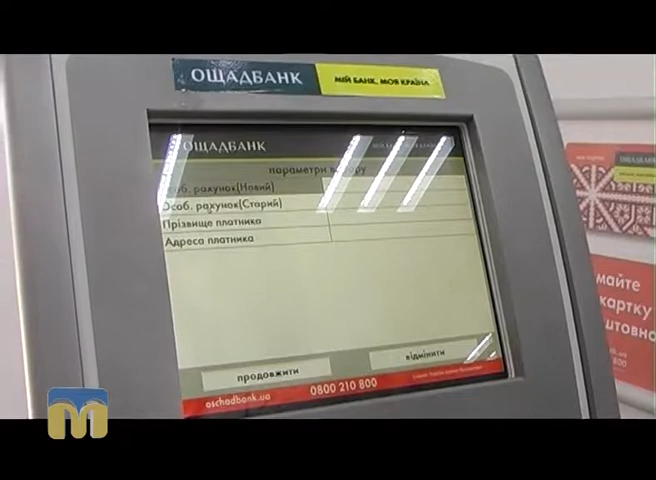 ОЩАДБАНК
МІЙ БАНК. МОЯ КРАЇНА
ОЩАДБАНК
параметри
рахунок(Новий)
Особ. рахунок(Старий)
Прізвище платника
Адреса платника
продовжити
відмінити
oschadbank.ua
0800 210 800
ОЩАДБАНК
майте
картку
M